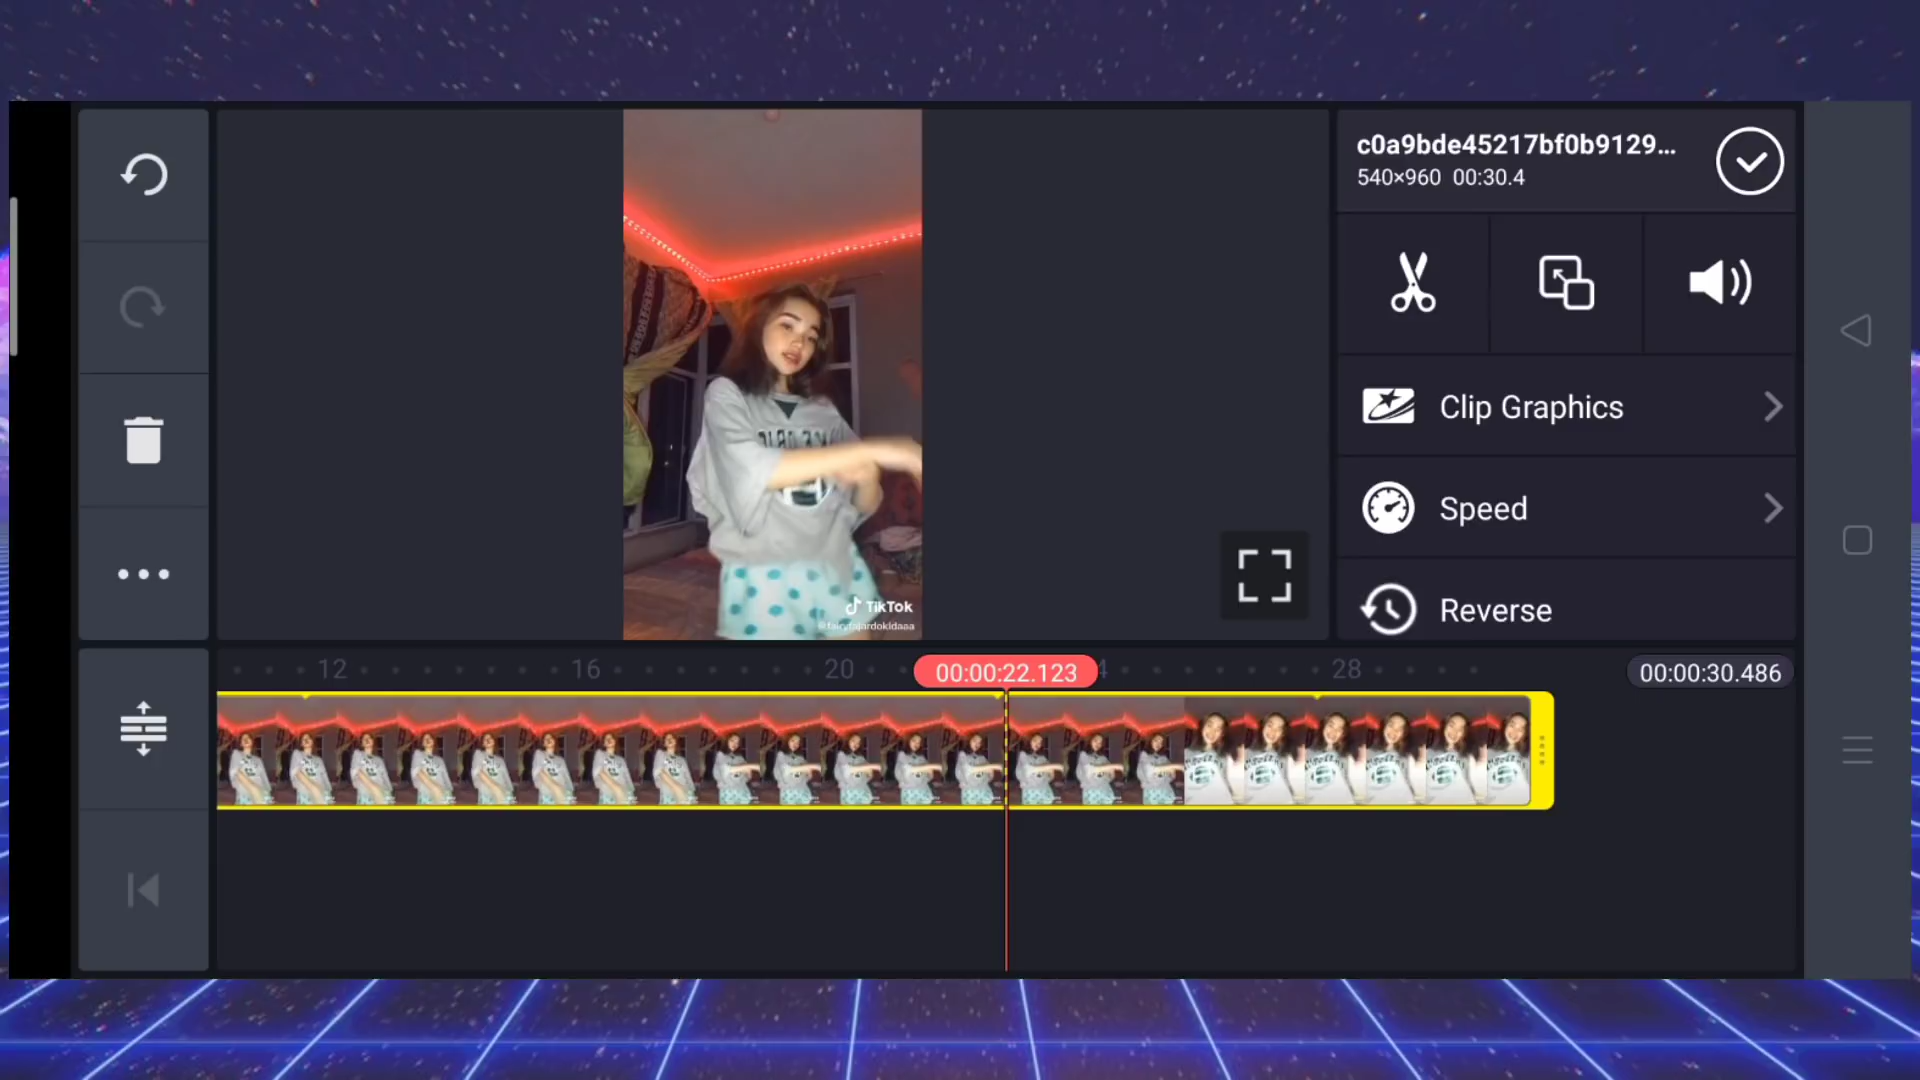 c0a9bde45217bf0b9129...
540×960 00:30.4
Clip Graphics
Speed
Reverse
TikTok
12
16
20
00:00:22.123
4
28
00:00:30.486